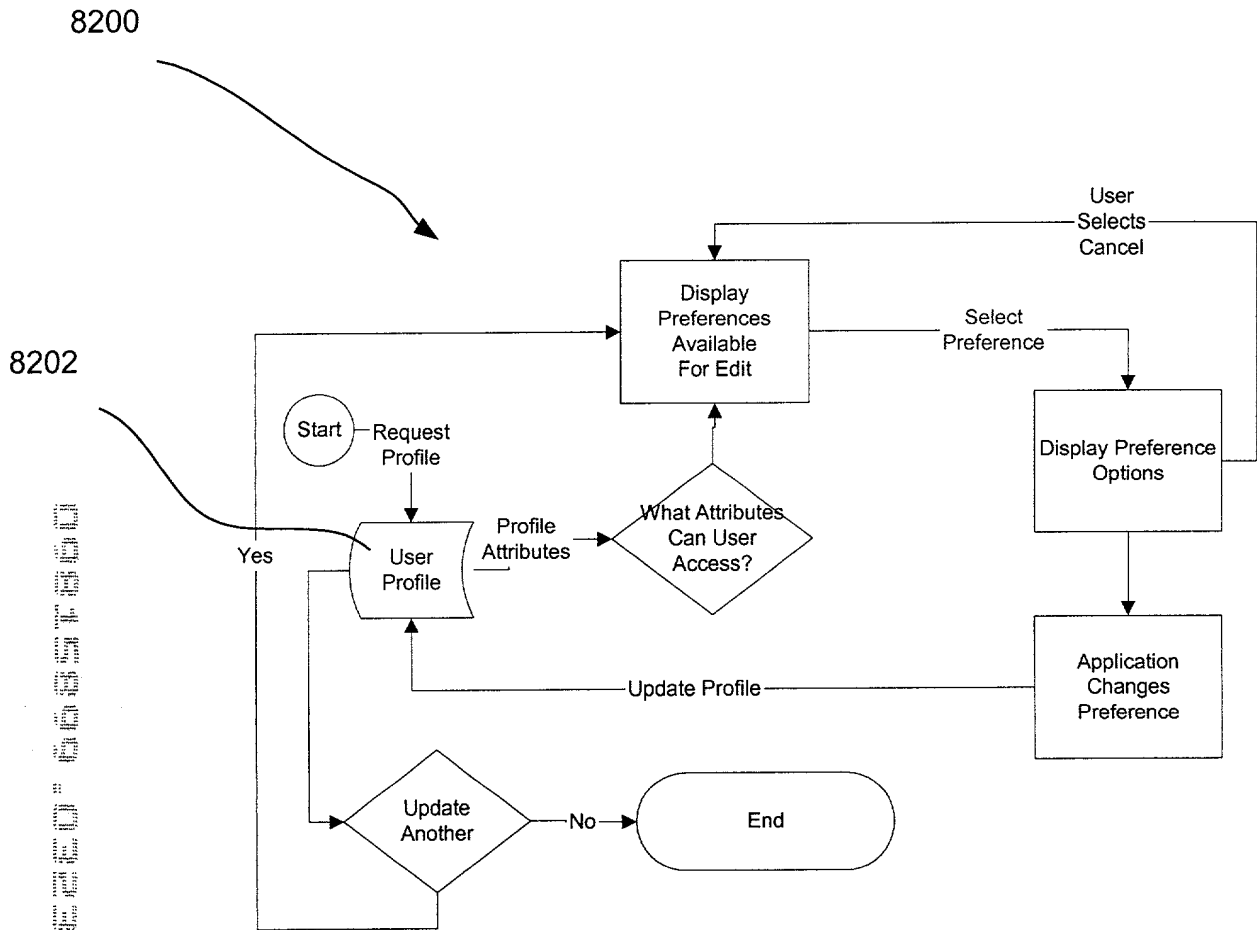 8200
User
Selects
Cancel
Display
Preferences
Available
For Edit
Select
Preference
8202
Start
Request
Profile
Display Preference
Options
What Attributes
Can User
Access?
Profile
Attributes
User
Profile
Yes
Application
Changes
Preference
Update Profile
Update
Another
No
End